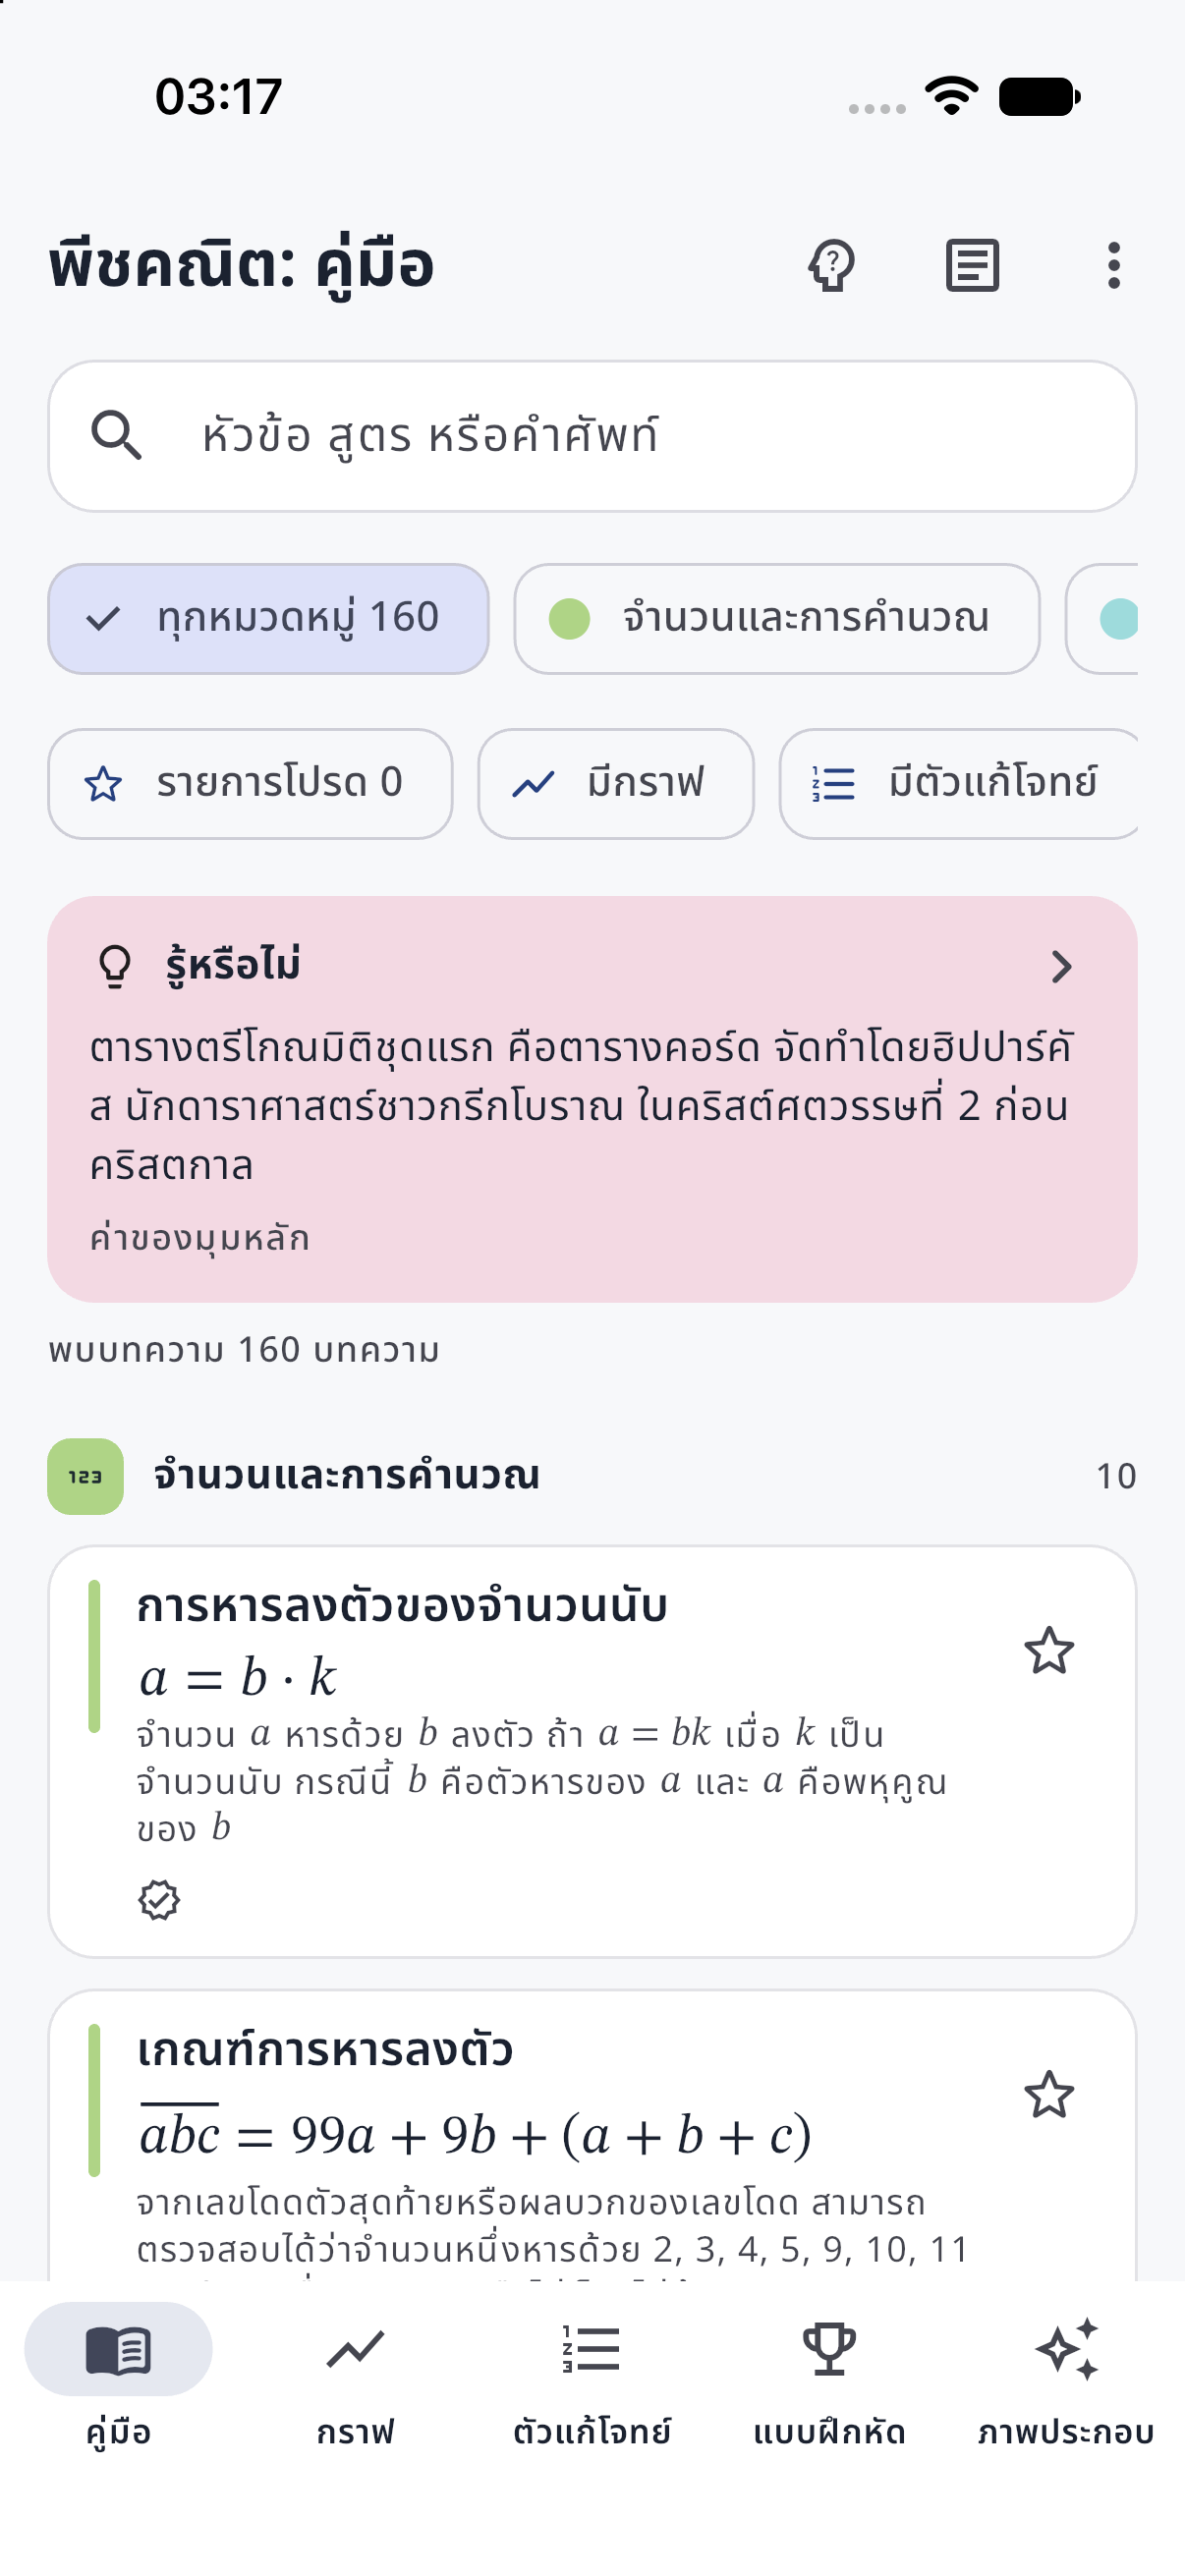 03:17
พีชคณิต: คู่มือ
หัวข้อ สูตร หรือคำศัพท์
ทุกหมวดหมู่ 160
จำนวนและการคำนวณ
รายการโปรด 0
มีกราฟ
มีตัวแก้โจทย์
รู้หรือไม่
ตารางตรีโกณมิติชุดแรก คือตารางคอร์ด จัดทำโดยฮิปปาร์คั
ส นักดาราศาสตร์ชาวกรีกโบราณ ในคริสต์ศตวรรษที่ 2 ก่อน
คริสตกาล
ค่าของมุมหลัก
พบบทความ 160 บทความ
123 จำนวนและการคำนวณ 10
การหารลงตัวของจำนวนนับ
a = b · k
จำนวน a หารด้วย b ลงตัว ถ้า a = bk เมื่อ k เป็น
จำนวนนับ กรณีนี้ b คือตัวหารของ a และ a คือพหุคูณ
ของ b
เกณฑ์การหารลงตัว
a̅b̅c̅ = 99a + 9b + (a + b + c)
จากเลขโดดตัวสุดท้ายหรือผลบวกของเลขโดด สามารถ
ตรวจสอบได้ว่าจำนวนหนึ่งหารด้วย 2, 3, 4, 5, 9, 10, 11
คู่มือ
กราฟ
ตัวแก้โจทย์
แบบฝึกหัด
ภาพประกอบ